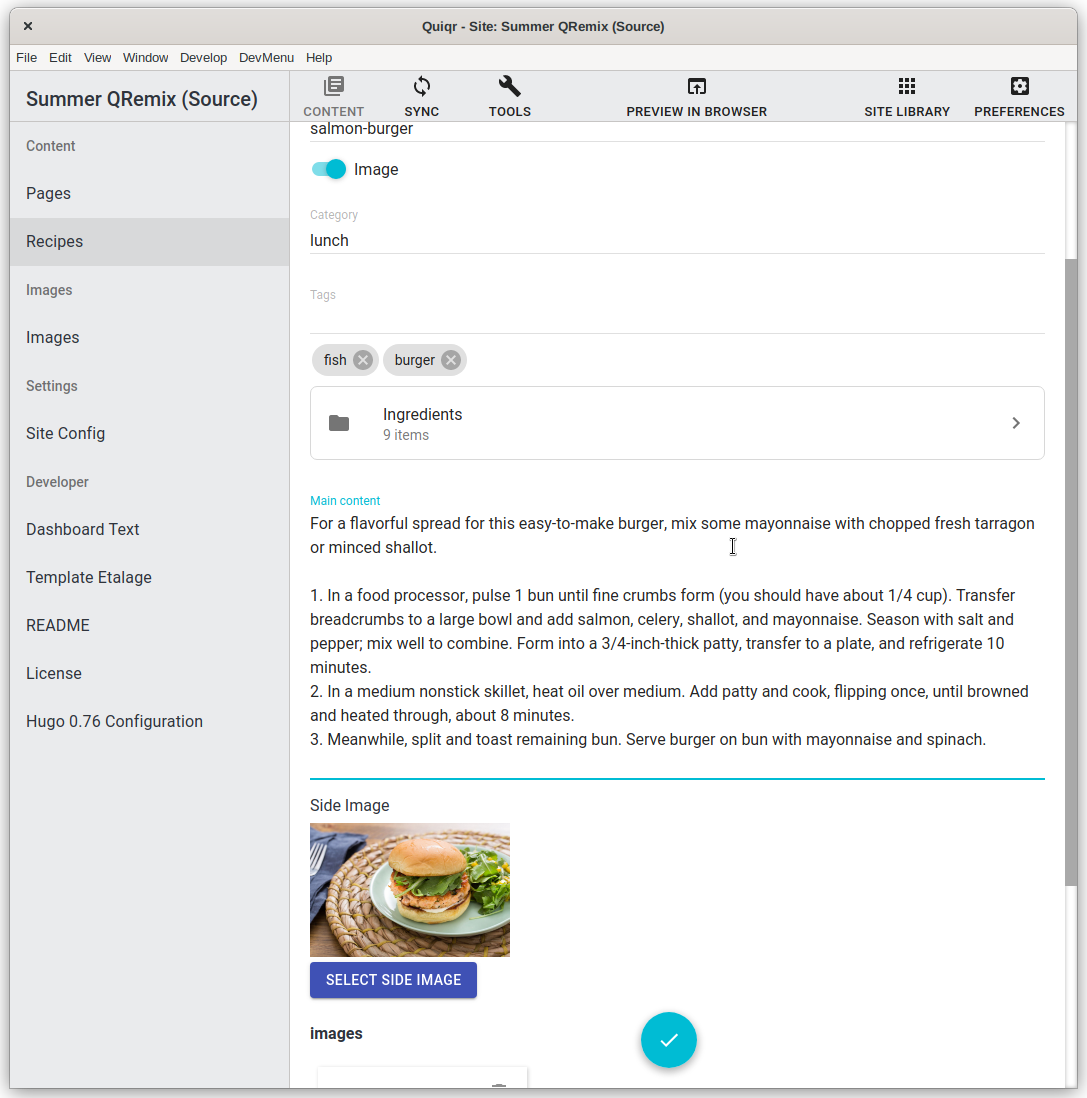 Quiqr - Site: Summer QRemix (Source)
File Edit View Window Develop DevMenu Help
Summer QRemix (Source)
CONTENT SYNC TOOLS PREVIEW IN BROWSER SITE LIBRARY PREFERENCES
Content
Pages
Recipes
Images
Images
Settings
Site Config
Developer
Dashboard Text
Template Etalage
README
License
Hugo 0.76 Configuration
salmon-burger
Image
Category
lunch
Tags
fish burger
Ingredients
9 items
Main content
For a flavorful spread for this easy-to-make burger, mix some mayonnaise with chopped fresh tarragon
or minced shallot.
1. In a food processor, pulse 1 bun until fine crumbs form (you should have about 1/4 cup). Transfer
breadcrumbs to a large bowl and add salmon, celery, shallot, and mayonnaise. Season with salt and
pepper; mix well to combine. Form into a 3/4-inch-thick patty, transfer to a plate, and refrigerate 10
minutes.
2. In a medium nonstick skillet, heat oil over medium. Add patty and cook, flipping once, until browned
and heated through, about 8 minutes.
3. Meanwhile, split and toast remaining bun. Serve burger on bun with mayonnaise and spinach.
Side Image
SELECT SIDE IMAGE
images